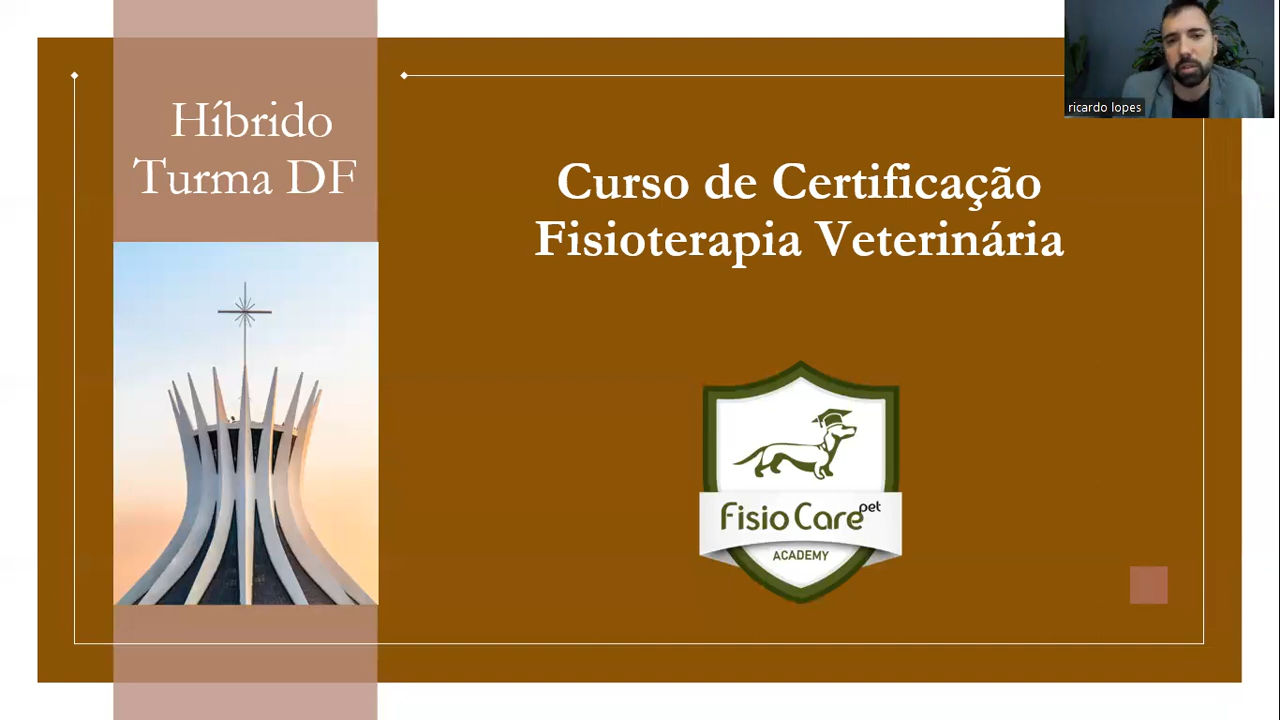 Híbrido
Turma DF
Curso de Certificação
Fisioterapia Veterinária
Fisio Care pet
ACADEMY
ricardo lopes